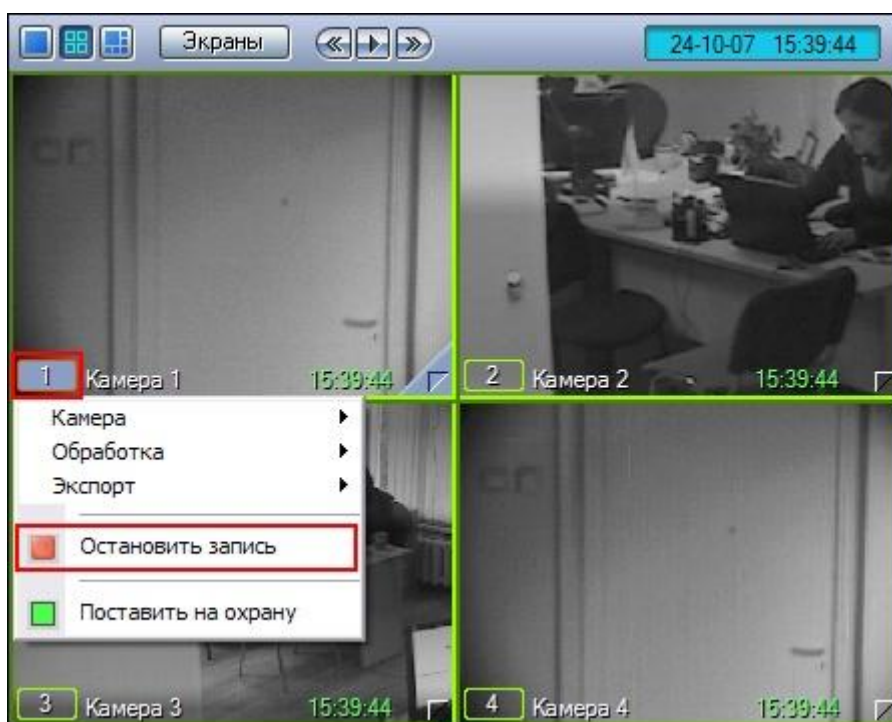 Экраны
24-10-07 15:39:44
1 Камера 1 15:39:44
2 Камера 2 15:39:44
Камера
Обработка
Экспорт
Остановить запись
Поставить на охрану
3 Камера 3 15:39:44
4 Камера 4 15:39:44